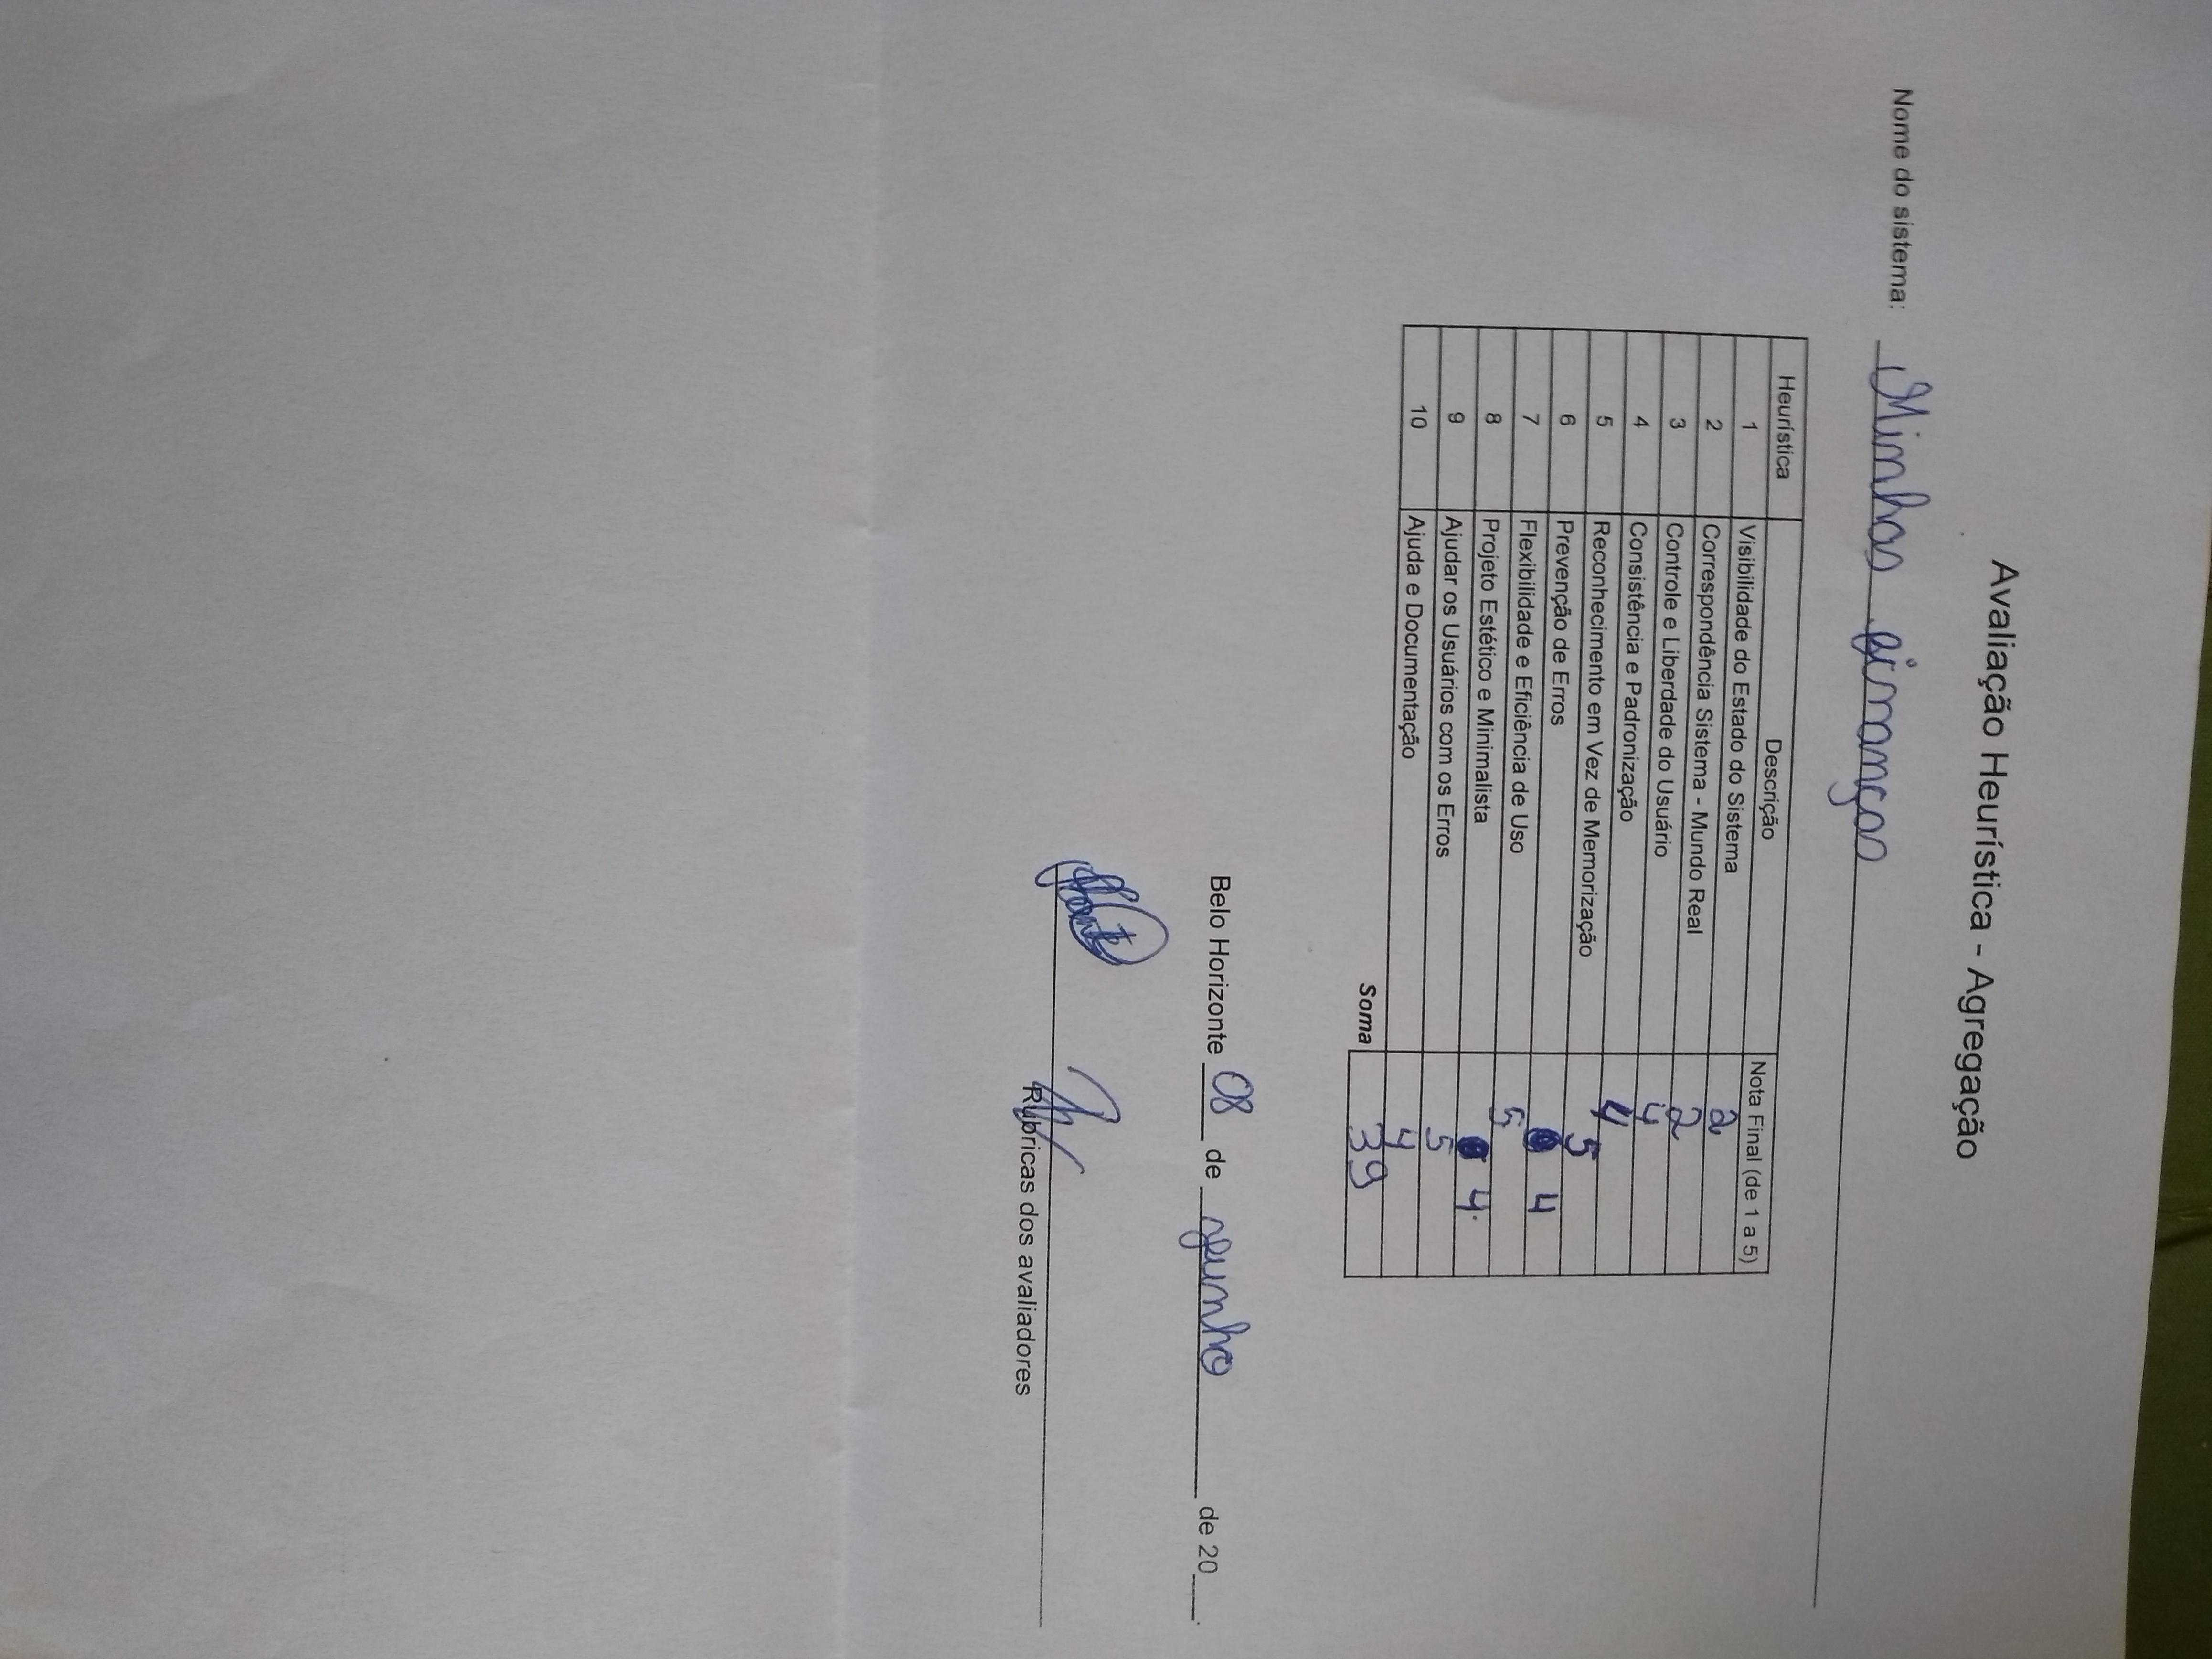 Avaliação Heurística - Agregação
Nome do sistema: Minhas finanças
Heurística Descrição Nota Final (de 1 a 5)
1 Visibilidade do Estado do Sistema 2
2 Correspondência Sistema - Mundo Real 2
3 Controle e Liberdade do Usuário 4
4 Consistência e Padronização 4
5 Reconhecimento em Vez de Memorização 5
6 Prevenção de Erros 4
7 Flexibilidade e Eficiência de Uso 5
8 Projeto Estético e Minimalista 4
9 Ajudar os Usuários com os Erros 5
10 Ajuda e Documentação 4
Soma 39
Belo Horizonte 08 de junho de 20___.
Rubricas dos avaliadores